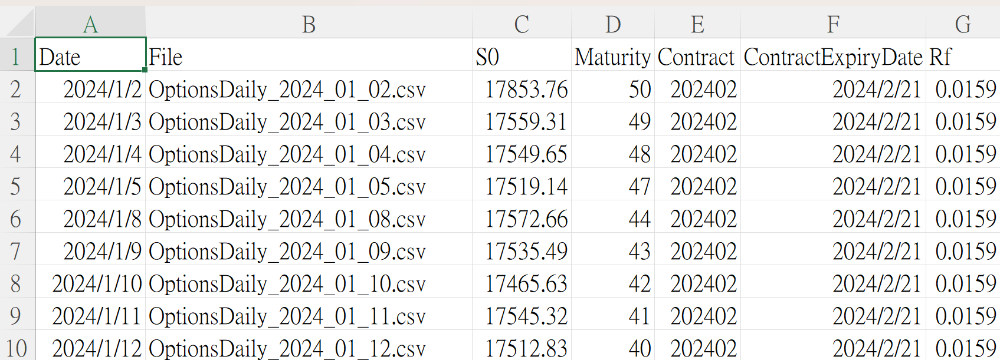 A B C D E F G
1 Date File S0 Maturity Contract ContractExpiryDate Rf
2 2024/1/2 OptionsDaily_2024_01_02.csv 17853.76 50 202402 2024/2/21 0.0159
3 2024/1/3 OptionsDaily_2024_01_03.csv 17559.31 49 202402 2024/2/21 0.0159
4 2024/1/4 OptionsDaily_2024_01_04.csv 17549.65 48 202402 2024/2/21 0.0159
5 2024/1/5 OptionsDaily_2024_01_05.csv 17519.14 47 202402 2024/2/21 0.0159
6 2024/1/8 OptionsDaily_2024_01_08.csv 17572.66 44 202402 2024/2/21 0.0159
7 2024/1/9 OptionsDaily_2024_01_09.csv 17535.49 43 202402 2024/2/21 0.0159
8 2024/1/10 OptionsDaily_2024_01_10.csv 17465.63 42 202402 2024/2/21 0.0159
9 2024/1/11 OptionsDaily_2024_01_11.csv 17545.32 41 202402 2024/2/21 0.0159
10 2024/1/12 OptionsDaily_2024_01_12.csv 17512.83 40 202402 2024/2/21 0.0159